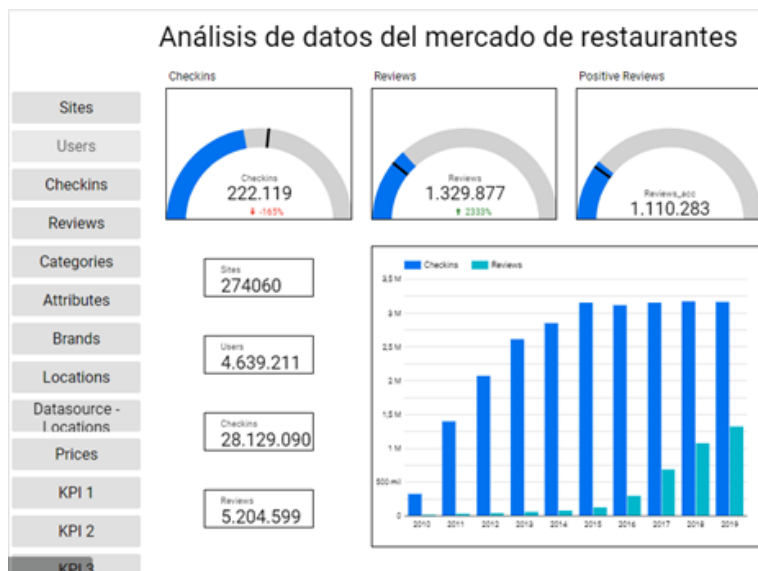 Análisis de datos del mercado de restaurantes
Checkins
Reviews
Positive Reviews
Sites
Users
Checkins
Reviews
Categories
Attributes
Brands
Locations
Datasource -
Locations
Prices
KPI 1
KPI 2
KPI 3
Checkins
222.119
-165%
Reviews
1.329.877
2333%
Reviews_acc
1.110.283
Sites
274060
Users
4.639.211
Checkins
28.129.090
Reviews
5.204.599
Checkins Reviews
3,5 M
3 M
2,5 M
2 M
1,5 M
1 M
500 mil
0
2010 2011 2012 2013 2014 2015 2016 2017 2018 2019